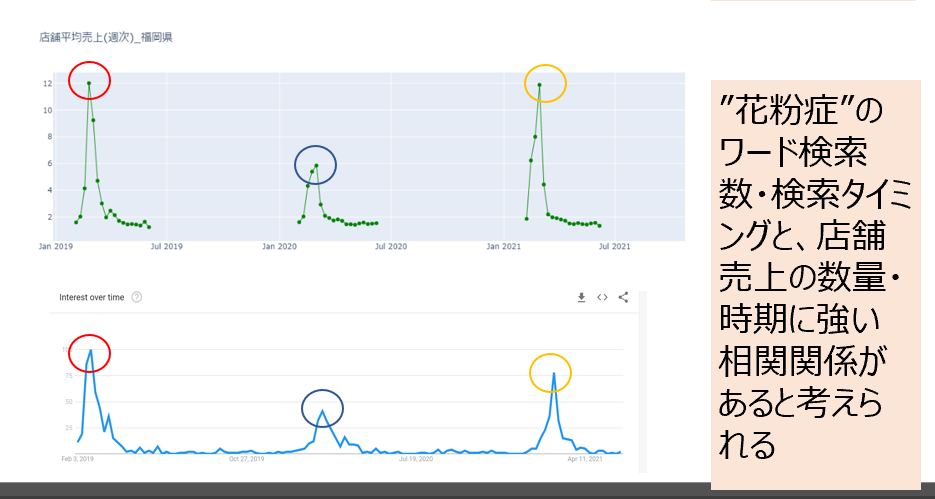 店舗平均売上(週次)_福岡県
12
10
8
6
4
2
Jan 2019 Jul 2019 Jan 2020 Jul 2020 Jan 2021 Jul 2021
Interest over time
100
75
50
25
Feb 3, 2019 Oct 27, 2019 Jul 19, 2020 Apr 11, 2021
”花粉症”の
ワード検索
数・検索タイミ
ングと、店舗
売上の数量・
時期に強い
相関関係が
あると考えら
れる